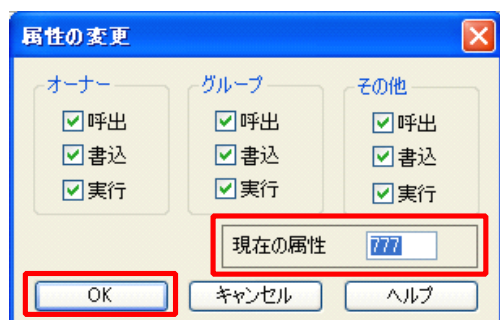 属性の変更
オーナー グループ その他
呼出 呼出 呼出
書込 書込 書込
実行 実行 実行
現在の属性 777
OK キャンセル ヘルプ